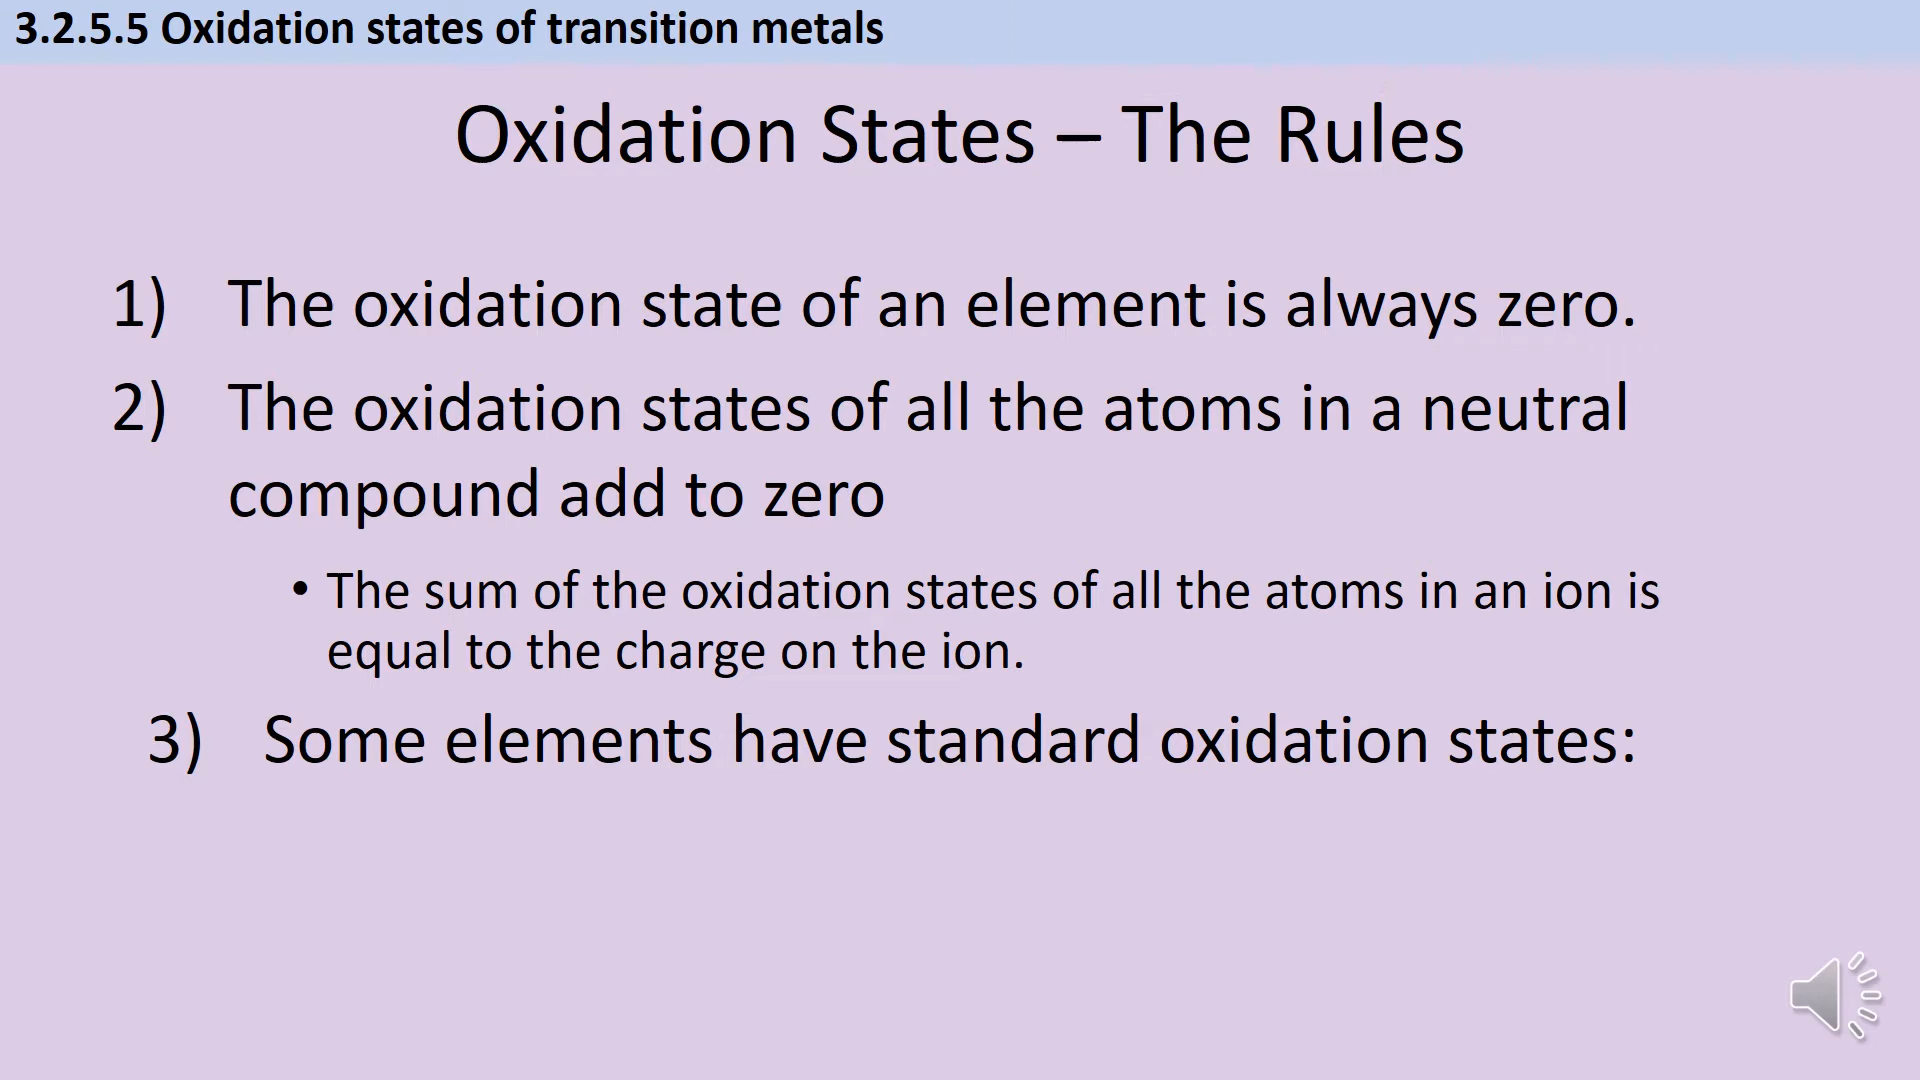 3.2.5.5 Oxidation states of transition metals
Oxidation States – The Rules
1) The oxidation state of an element is always zero.
2) The oxidation states of all the atoms in a neutral
compound add to zero
• The sum of the oxidation states of all the atoms in an ion is
equal to the charge on the ion.
3) Some elements have standard oxidation states: